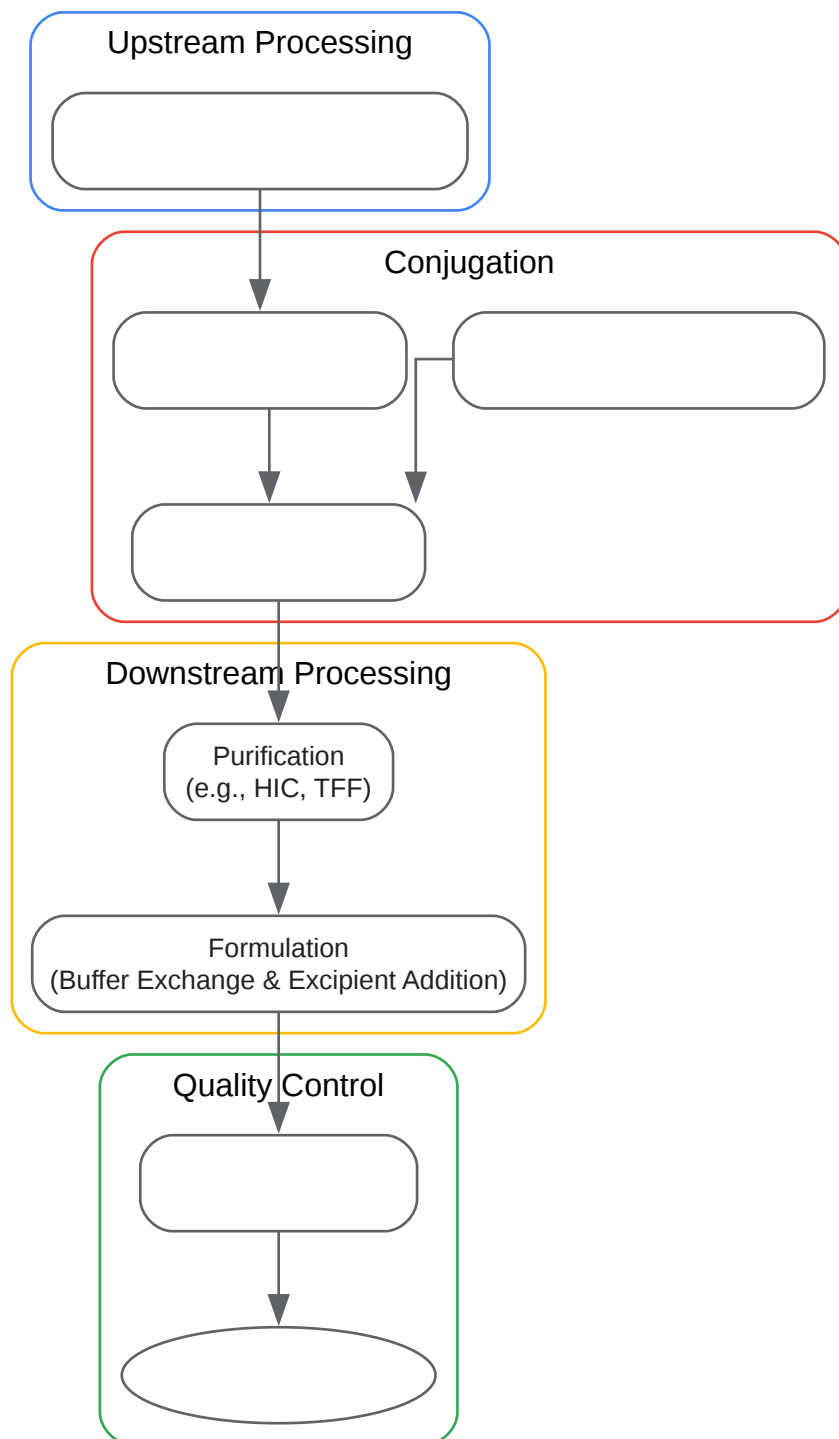 Upstream Processing
Conjugation
Downstream Processing
Purification
(e.g., HIC, TFF)
Formulation
(Buffer Exchange & Excipient Addition)
Quality Control